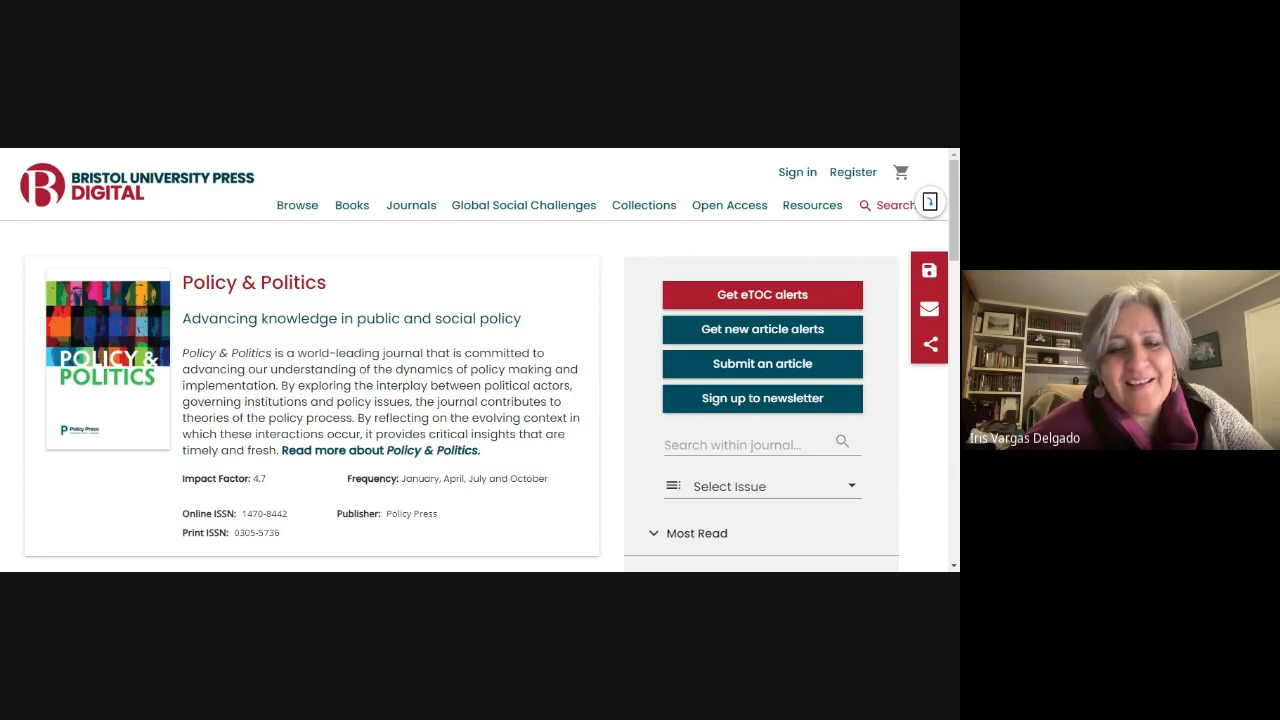 BRISTOL UNIVERSITY PRESS
DIGITAL
Sign in Register
Browse Books Journals Global Social Challenges Collections Open Access Resources Search
POLICY &
POLITICS
Policy Press
Policy & Politics
Advancing knowledge in public and social policy
Policy & Politics is a world-leading journal that is committed to
advancing our understanding of the dynamics of policy making and
implementation. By exploring the interplay between political actors,
governing institutions and policy issues, the journal contributes to
theories of the policy process. By reflecting on the evolving context in
which these interactions occur, it provides critical insights that are
timely and fresh. Read more about Policy & Politics.
Impact Factor: 4.7 Frequency: January, April, July and October
Online ISSN: 1470-8442 Publisher: Policy Press
Print ISSN: 0305-5736
Get eTOC alerts
Get new article alerts
Submit an article
Sign up to newsletter
Search within journal...
Select Issue
Most Read
Iris Vargas Delgado